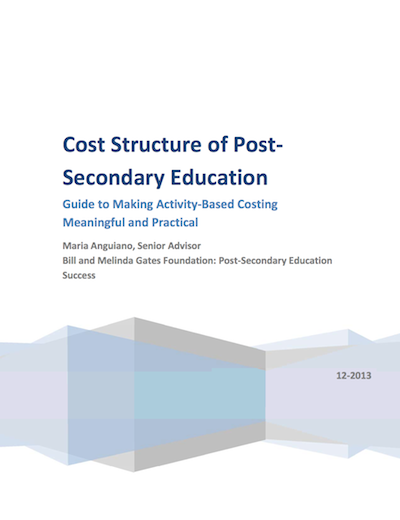 Cost Structure of Post-
Secondary Education
Guide to Making Activity-Based Costing
Meaningful and Practical
Maria Anguiano, Senior Advisor
Bill and Melinda Gates Foundation: Post-Secondary Education
Success
12-2013